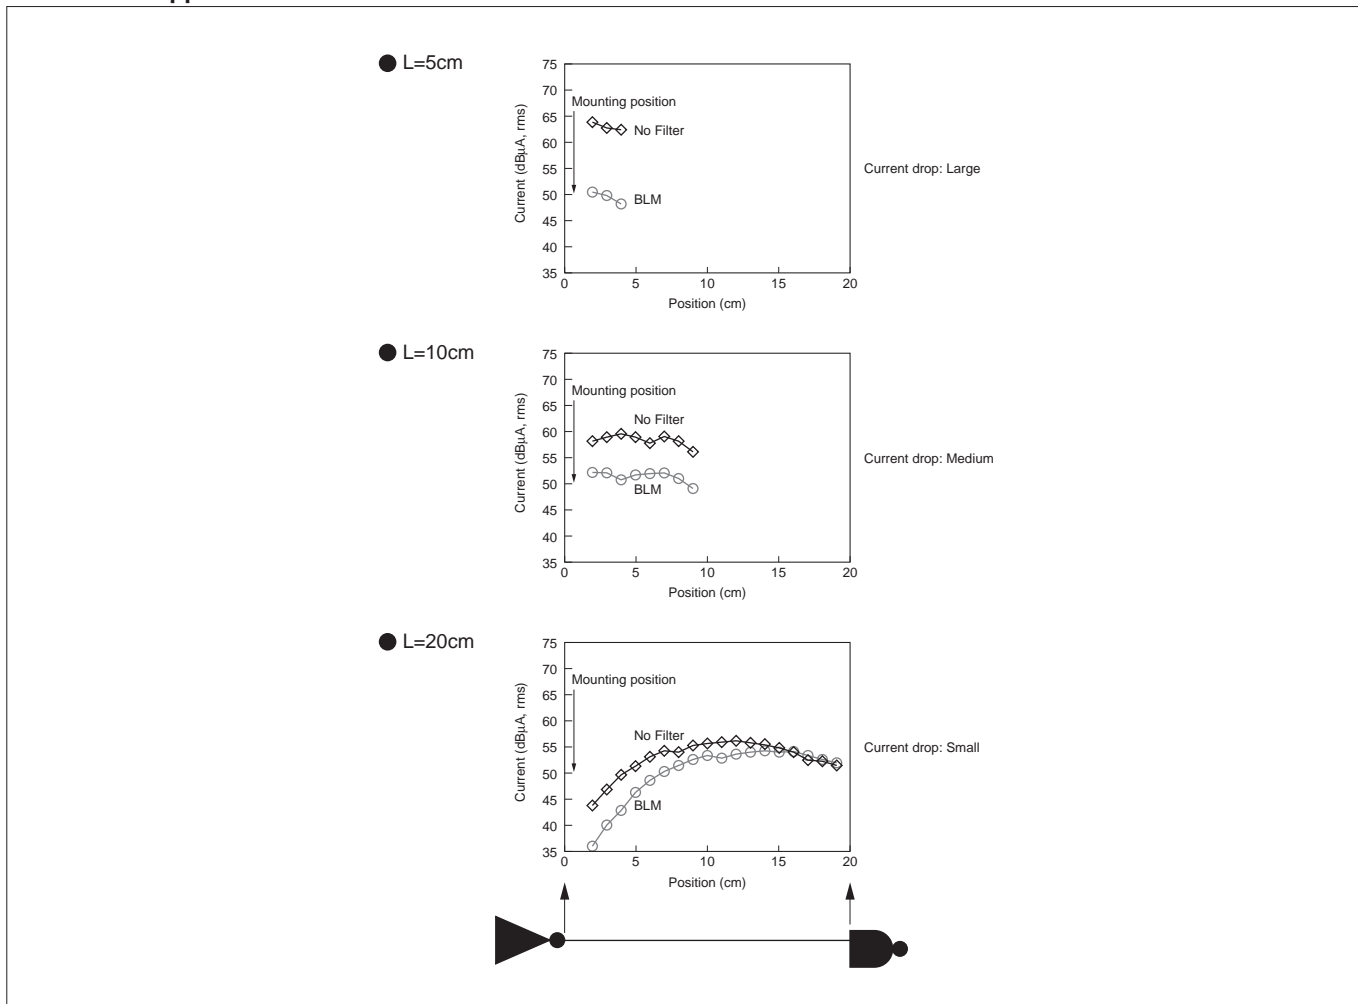 ● L=5cm
Current (dBµA, rms)
75
70
65
60
55
50
45
40
35
Mounting position
No Filter
BLM
0 5 10 15 20
Position (cm)
Current drop: Large
● L=10cm
Current (dBµA, rms)
75
70
65
60
55
50
45
40
35
Mounting position
No Filter
BLM
0 5 10 15 20
Position (cm)
Current drop: Medium
● L=20cm
Current (dBµA, rms)
75
70
65
60
55
50
45
40
35
Mounting position
No Filter
BLM
0 5 10 15 20
Position (cm)
Current drop: Small